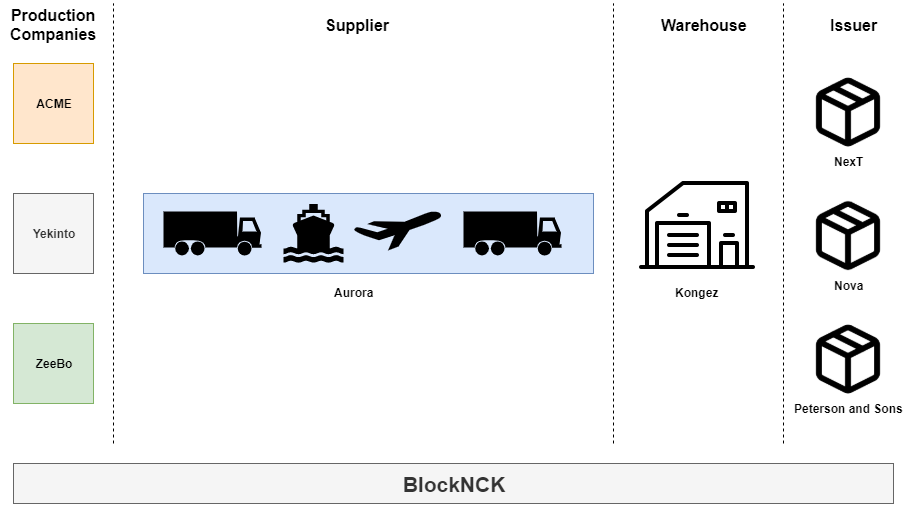 Production
Companies
Supplier
Warehouse
Issuer
ACME
NexT
Yekinto
Aurora
Kongez
Nova
ZeeBo
Peterson and Sons
BlockNCK